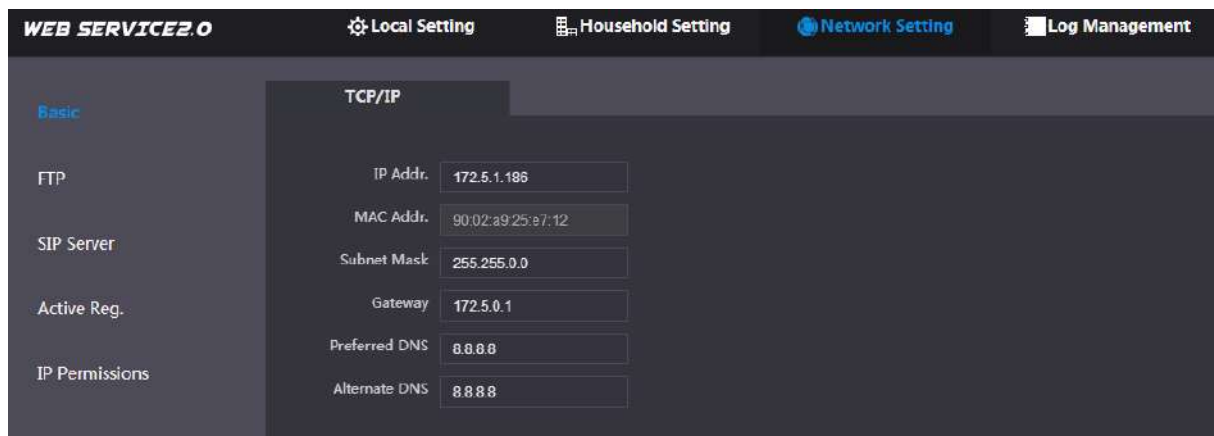 WEB SERVICE2.0 Local Setting Household Setting Network Setting Log Management
Basic
FTP
SIP Server
Active Reg.
IP Permissions
TCP/IP
IP Addr. 172.5.1.186
MAC Addr. 90:02:a9:25:e7:12
Subnet Mask 255.255.0.0
Gateway 172.5.0.1
Preferred DNS 8.8.8.8
Alternate DNS 8.8.8.8